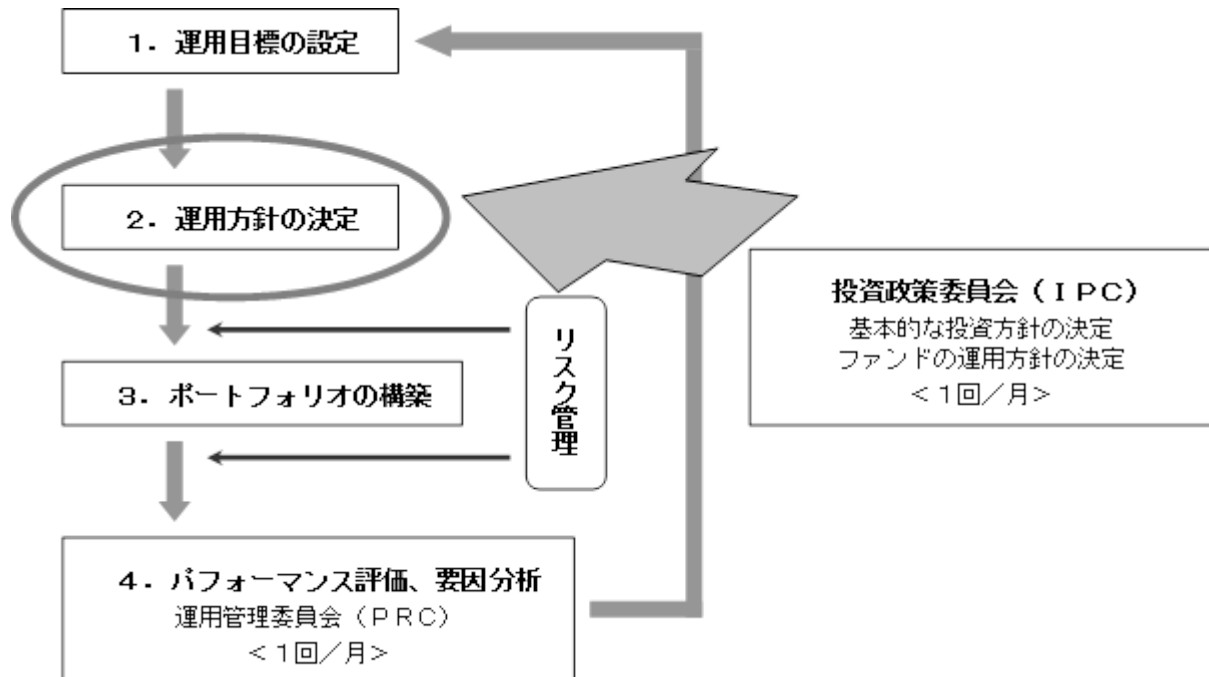 １．運用目標の設定
２．運用方針の決定
投資政策委員会（ＩＰＣ）
基本的な投資方針の決定
ファンドの運用方針の決定
＜１回／月＞
リスク管理
３．ポートフォリオの構築
４．パフォーマンス評価、要因分析
運用管理委員会（ＰＲＣ）
＜１回／月＞